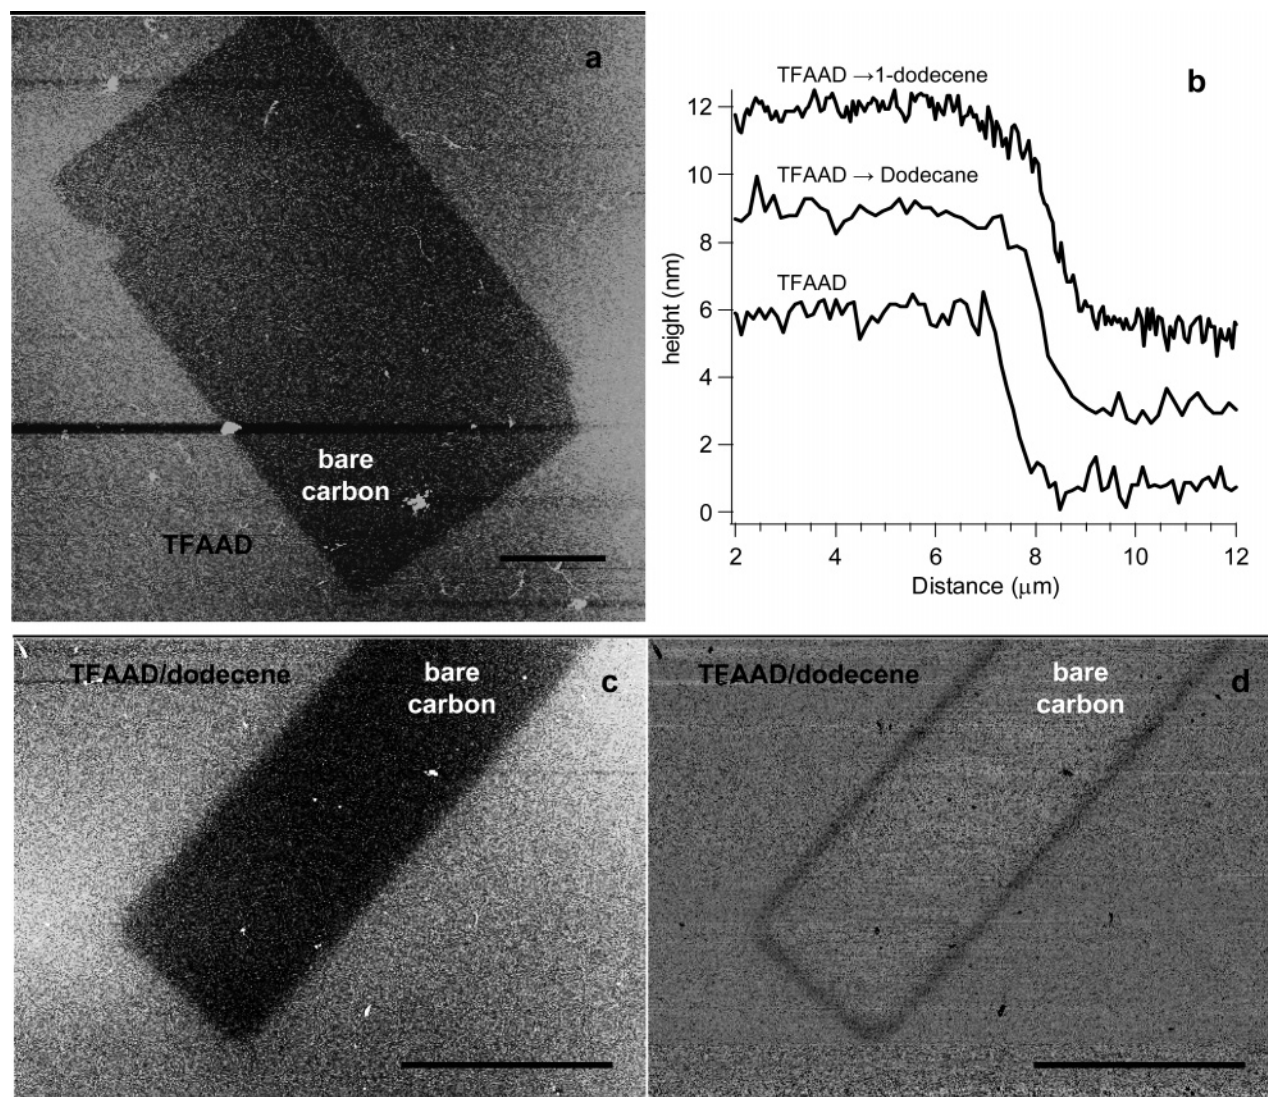 a
bare
carbon
TFAAD
b
TFAAD →1-dodecene
TFAAD → Dodecane
TFAAD
height (nm)
12
10
8
6
4
2
0
2 4 6 8 10 12
Distance (μm)
TFAAD/dodecene
bare
carbon
c
TFAAD/dodecene
bare
carbon
d